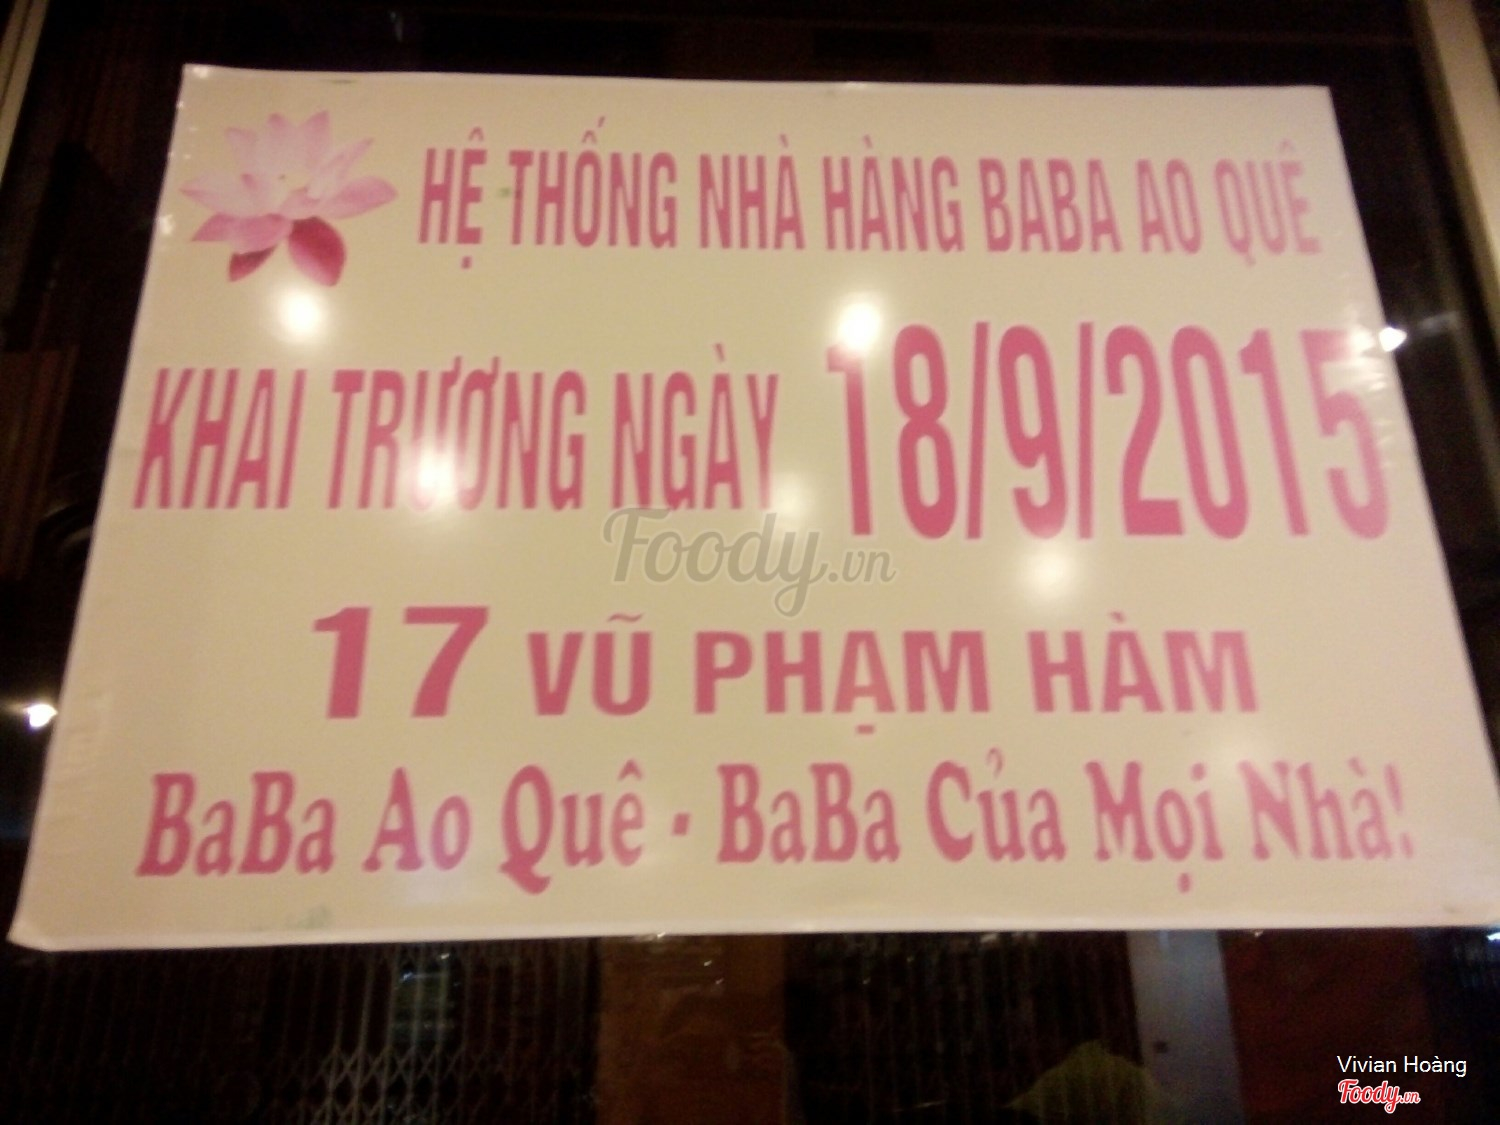 HỆ THỐNG NHÀ HÀNG BABA AO QUÊ
KHAI TRƯƠNG NGÀY 18/9/2015
Foody.vn
17 VŨ PHẠM HÀM
BaBa Ao Quê - BaBa Của Mọi Nhà!
Vivian Hoàng
Foody.vn